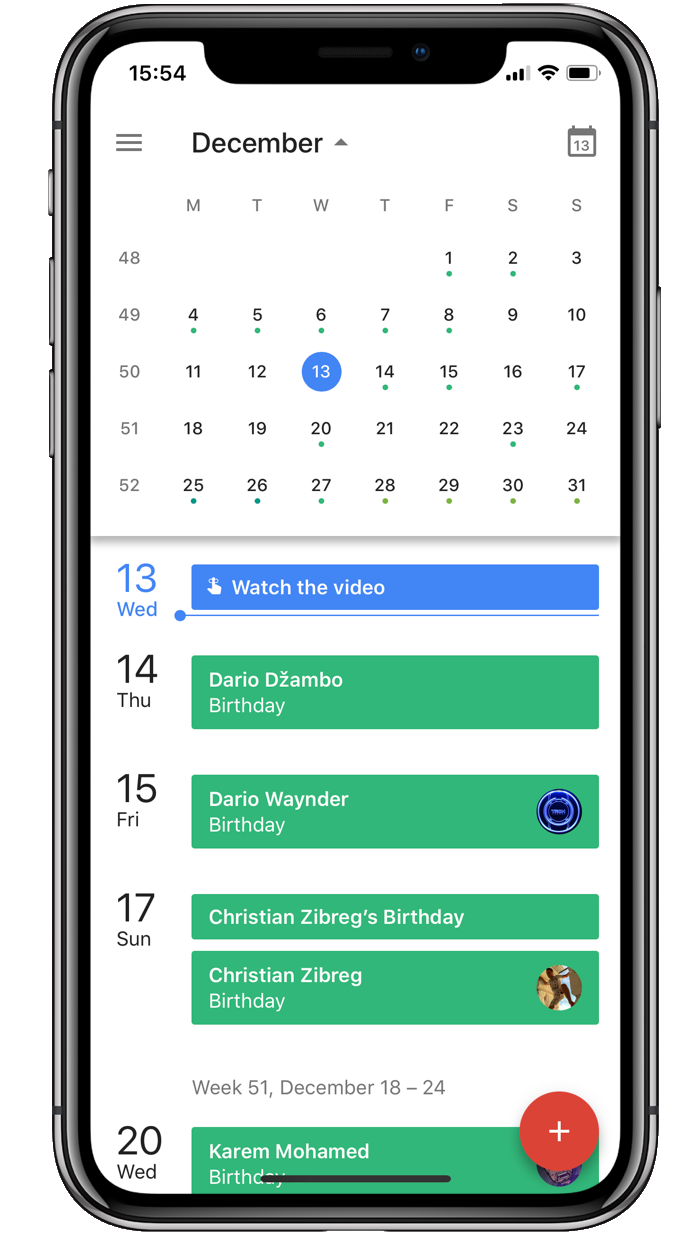 15:54
December
13
M T W T F S S
48 1 2 3
49 4 5 6 7 8 9 10
50 11 12 13 14 15 16 17
51 18 19 20 21 22 23 24
52 25 26 27 28 29 30 31
13
Wed
Watch the video
14
Thu
Dario Džambo
Birthday
15
Fri
Dario Waynder
Birthday
17
Sun
Christian Zibreg’s Birthday
Christian Zibreg
Birthday
Week 51, December 18 – 24
20
Wed
Karem Mohamed
Birthday